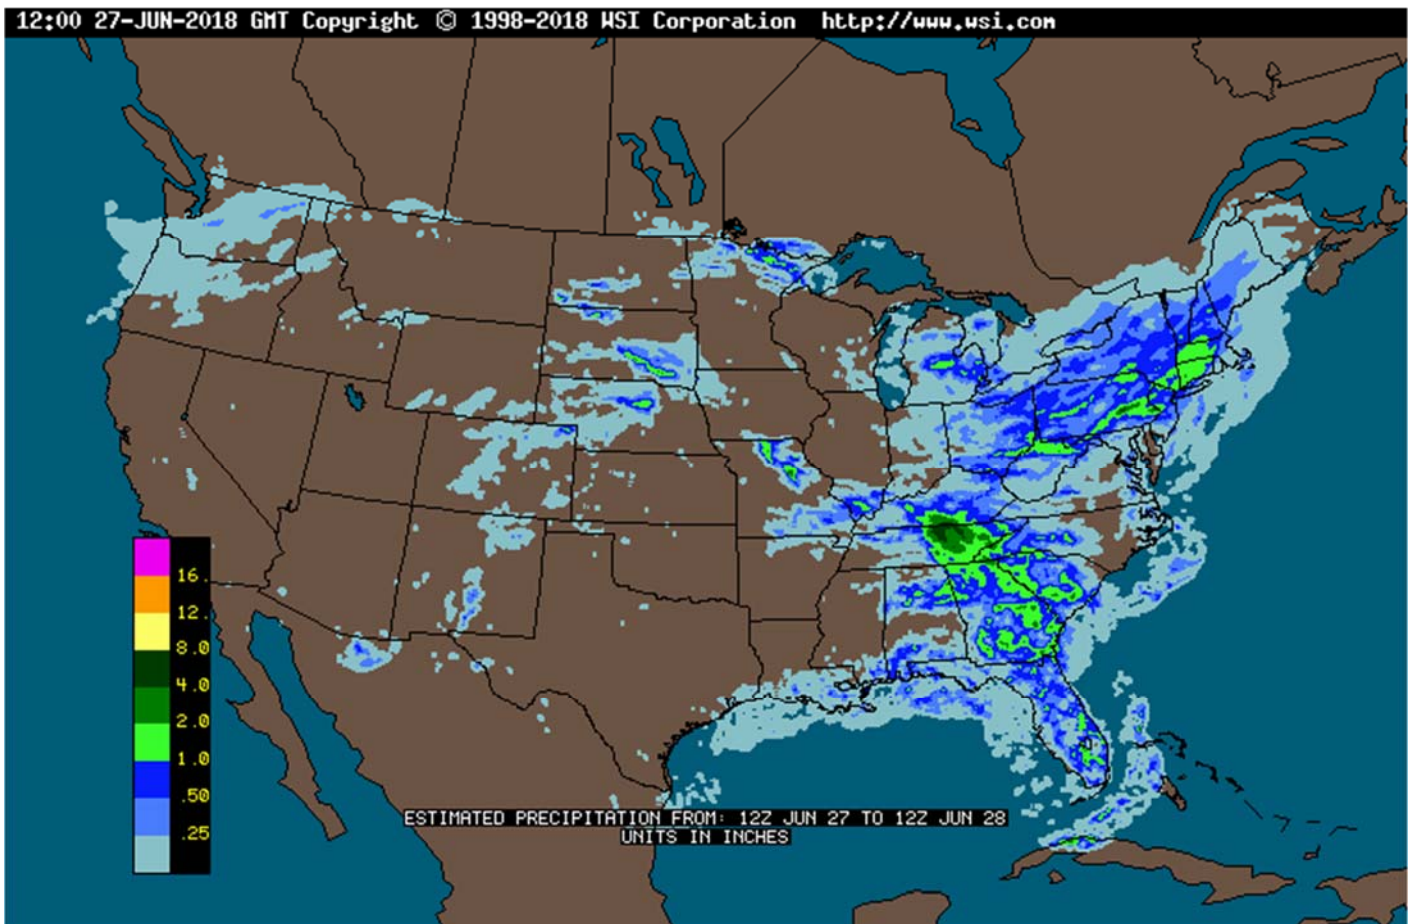 12:00 27-JUN-2018 GMT Copyright © 1998-2018 WSI Corporation http://www.wsi.com
16.
12.
8.0
4.0
2.0
1.0
.50
.25
ESTIMATED PRECIPITATION FROM: 12Z JUN 27 TO 12Z JUN 28
UNITS IN INCHES